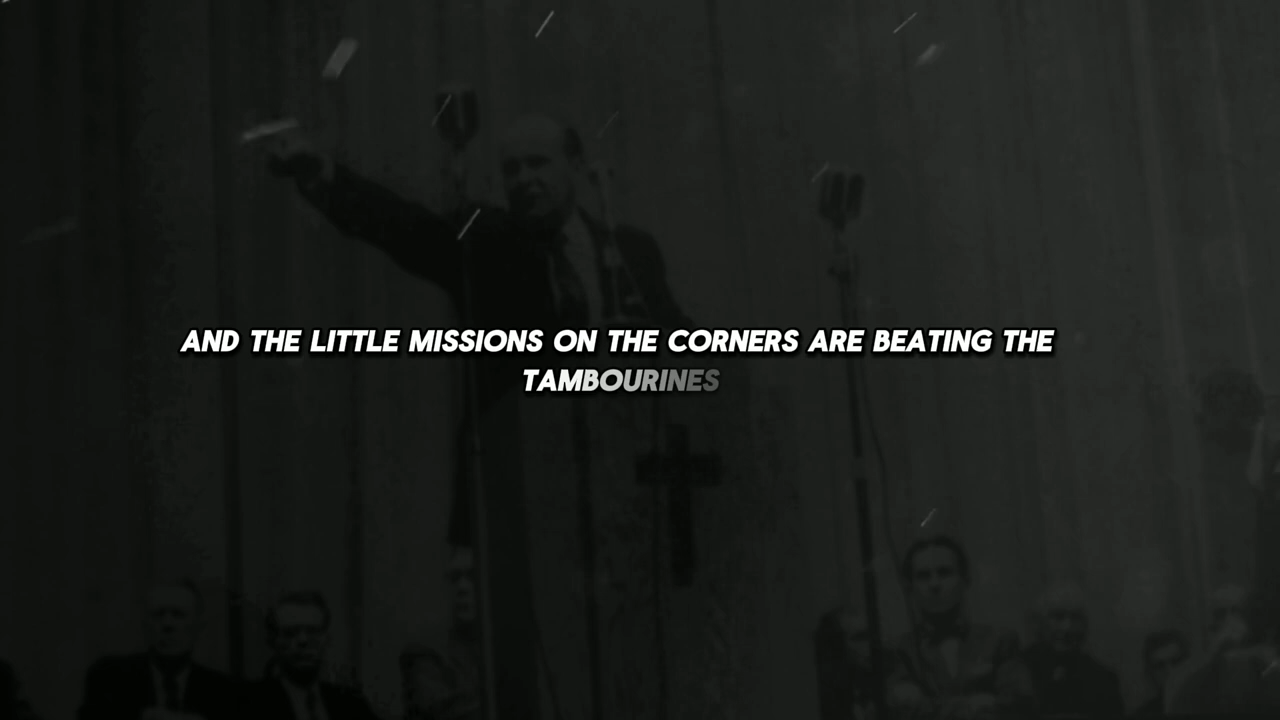 AND THE LITTLE MISSIONS ON THE CORNERS ARE BEATING THE
TAMBOURINES